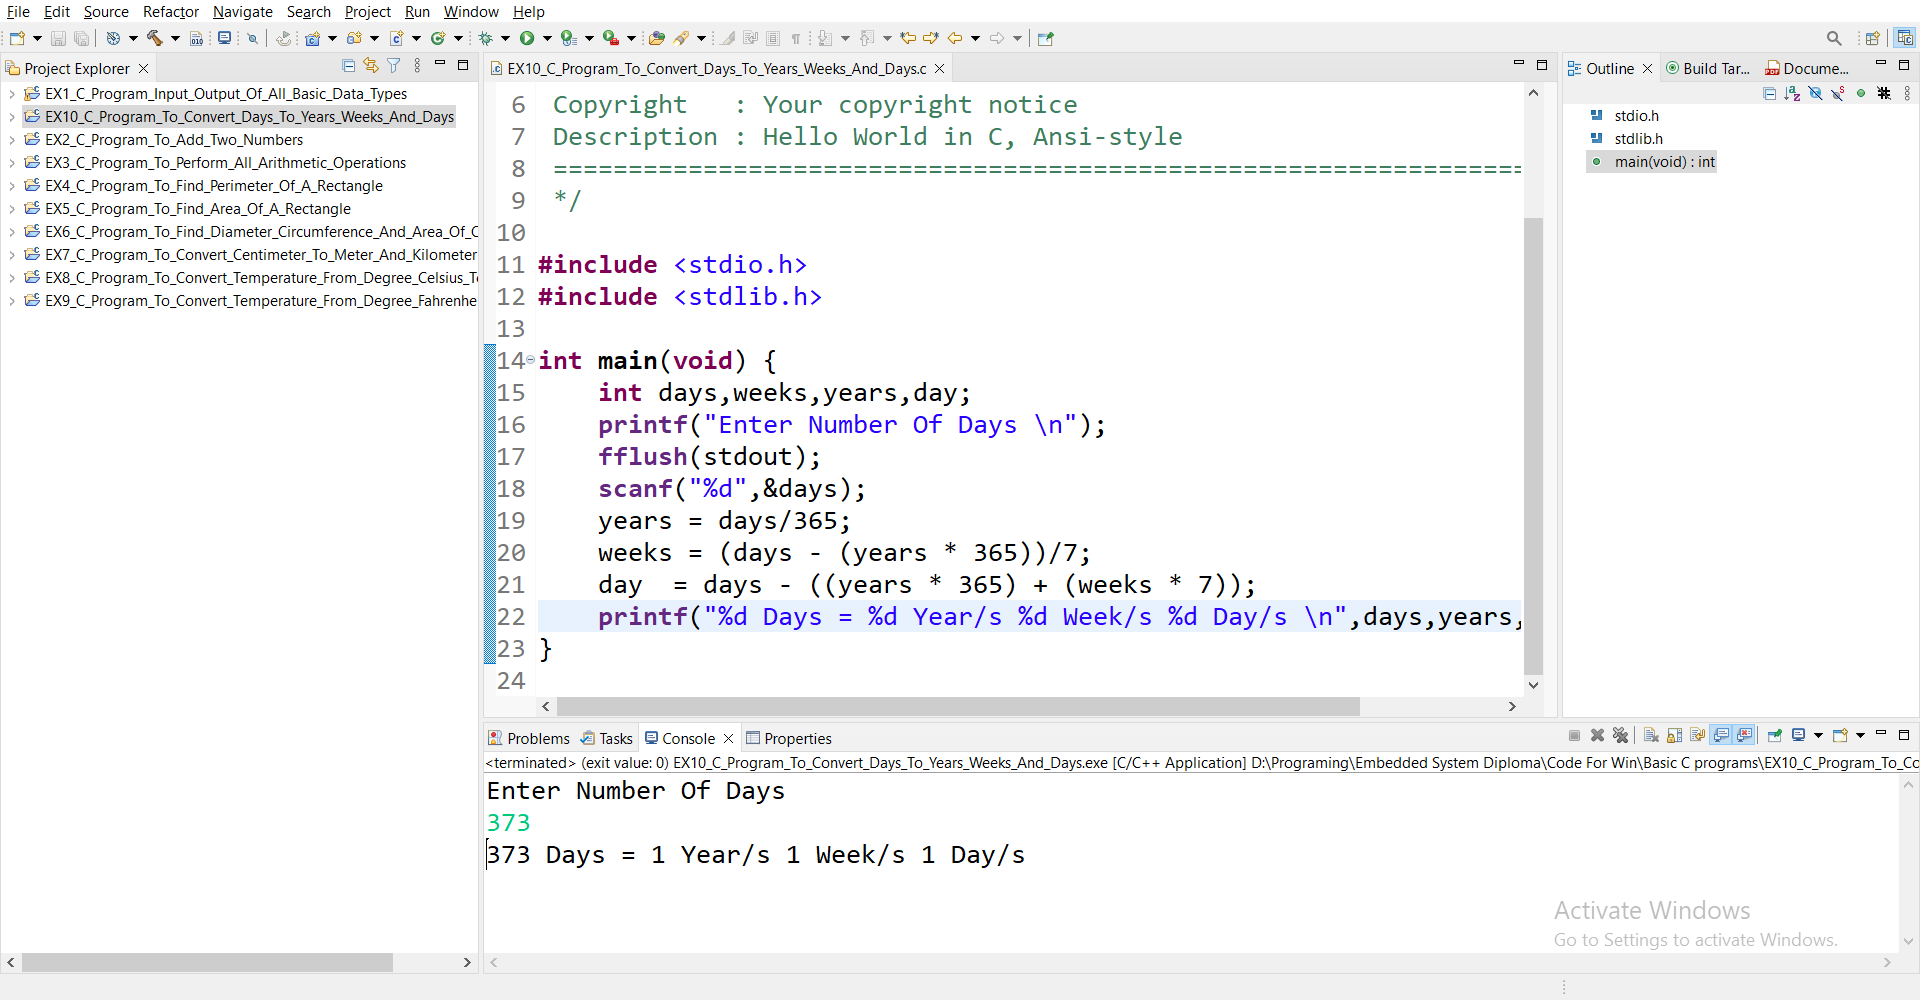 File Edit Source Refactor Navigate Search Project Run Window Help
Project Explorer
EX1_C_Program_Input_Output_Of_All_Basic_Data_Types
EX10_C_Program_To_Convert_Days_To_Years_Weeks_And_Days
EX2_C_Program_To_Add_Two_Numbers
EX3_C_Program_To_Perform_All_Arithmetic_Operations
EX4_C_Program_To_Find_Perimeter_Of_A_Rectangle
EX5_C_Program_To_Find_Area_Of_A_Rectangle
EX6_C_Program_To_Find_Diameter_Circumference_And_Area_Of_C
EX7_C_Program_To_Convert_Centimeter_To_Meter_And_Kilometer
EX8_C_Program_To_Convert_Temperature_From_Degree_Celsius_T
EX9_C_Program_To_Convert_Temperature_From_Degree_Fahrenhe
EX10_C_Program_To_Convert_Days_To_Years_Weeks_And_Days.c
6 Copyright   : Your copyright notice
7 Description : Hello World in C, Ansi-style
8 =================================================================
9 */
10
11 #include <stdio.h>
12 #include <stdlib.h>
13
14 int main(void) {
15     int days,weeks,years,day;
16     printf("Enter Number Of Days \n");
17     fflush(stdout);
18     scanf("%d",&days);
19     years = days/365;
20     weeks = (days - (years * 365))/7;
21     day  = days - ((years * 365) + (weeks * 7));
22     printf("%d Days = %d Year/s %d Week/s %d Day/s \n",days,years,
23 }
24
Outline Build Tar... Docume...
stdio.h
stdlib.h
main(void) : int
Problems Tasks Console Properties
<terminated> (exit value: 0) EX10_C_Program_To_Convert_Days_To_Years_Weeks_And_Days.exe [C/C++ Application] D:\Programing\Embedded System Diploma\Code For Win\Basic C programs\EX10_C_Program_To_Co
Enter Number Of Days
373
373 Days = 1 Year/s 1 Week/s 1 Day/s
Activate Windows
Go to Settings to activate Windows.